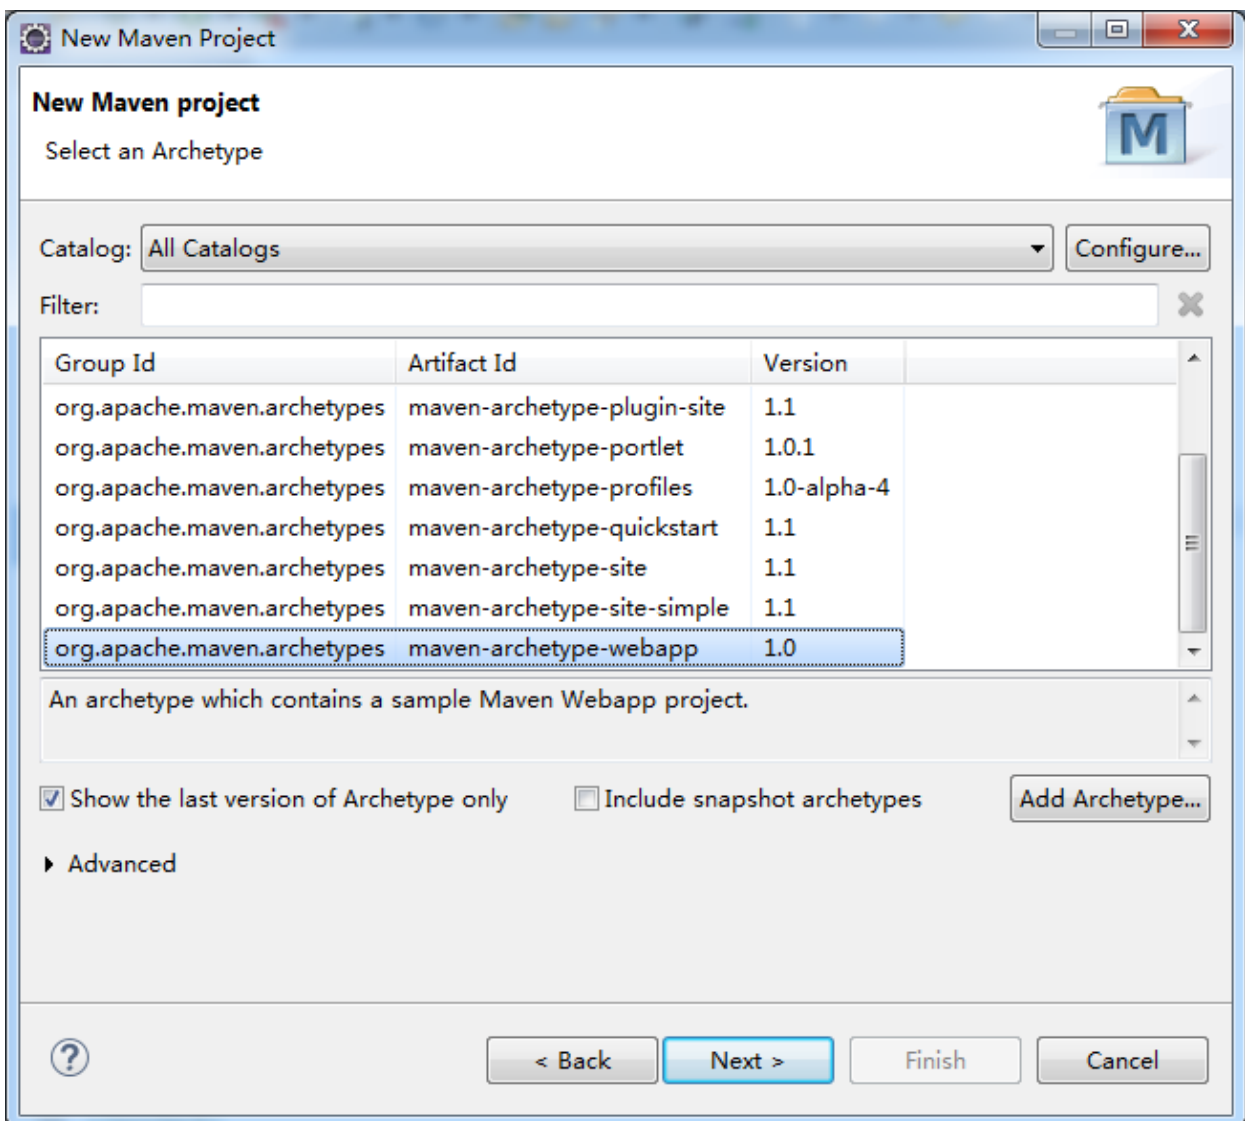 New Maven Project
New Maven project
Select an Archetype
M
Catalog: All Catalogs Configure...
Filter:
Group Id Artifact Id Version
org.apache.maven.archetypes maven-archetype-plugin-site 1.1
org.apache.maven.archetypes maven-archetype-portlet 1.0.1
org.apache.maven.archetypes maven-archetype-profiles 1.0-alpha-4
org.apache.maven.archetypes maven-archetype-quickstart 1.1
org.apache.maven.archetypes maven-archetype-site 1.1
org.apache.maven.archetypes maven-archetype-site-simple 1.1
org.apache.maven.archetypes maven-archetype-webapp 1.0
An archetype which contains a sample Maven Webapp project.
Show the last version of Archetype only Include snapshot archetypes Add Archetype...
Advanced
? < Back Next > Finish Cancel